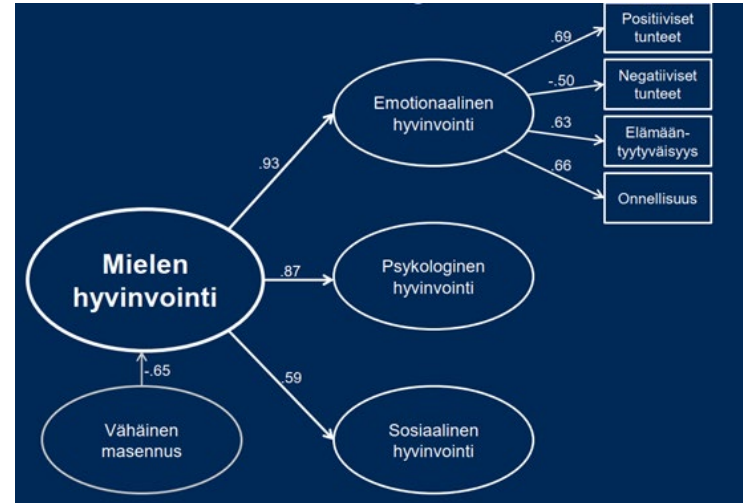 Positiiviset
tunteet
.69
Negatiiviset
tunteet
-.50
Emotionaalinen
hyvinvointi
.63
Elämään-
tyytyväisyys
.66
Onnellisuus
.93
Mielen
hyvinvointi
.87
Psykologinen
hyvinvointi
-.65
.59
Vähäinen
masennus
Sosiaalinen
hyvinvointi